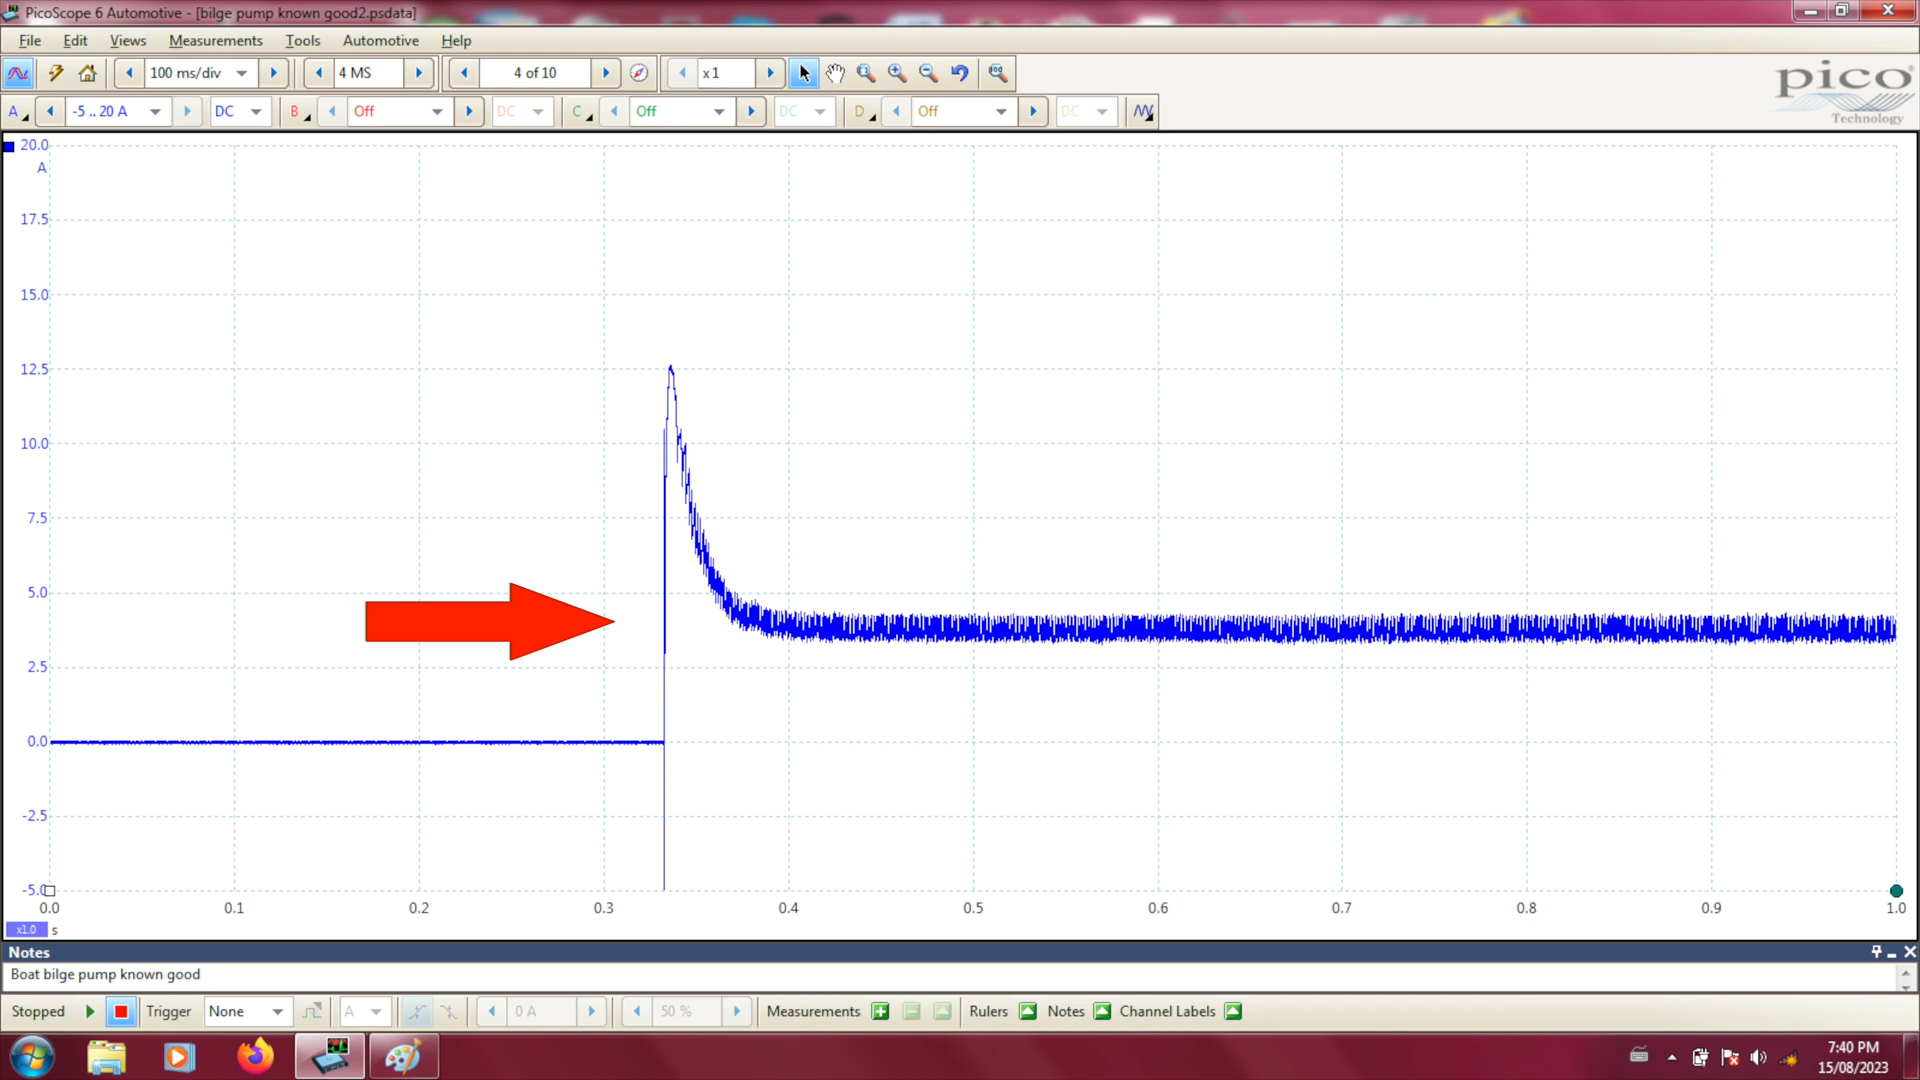 PicoScope 6 Automotive - [bilge pump known good2.psdata]
File Edit Views Measurements Tools Automotive Help
100 ms/div 4 MS 4 of 10 x1
pico
Technology
A -5 .. 20 A DC B Off DC C Off DC D Off DC
20.0
A
17.5
15.0
12.5
10.0
7.5
5.0
2.5
0.0
-2.5
-5.0
0.0 0.1 0.2 0.3 0.4 0.5 0.6 0.7 0.8 0.9 1.0
x1.0 s
Notes
Boat bilge pump known good
Stopped Trigger None A 0 A 50 % Measurements Rulers Notes Channel Labels
7:40 PM
15/08/2023